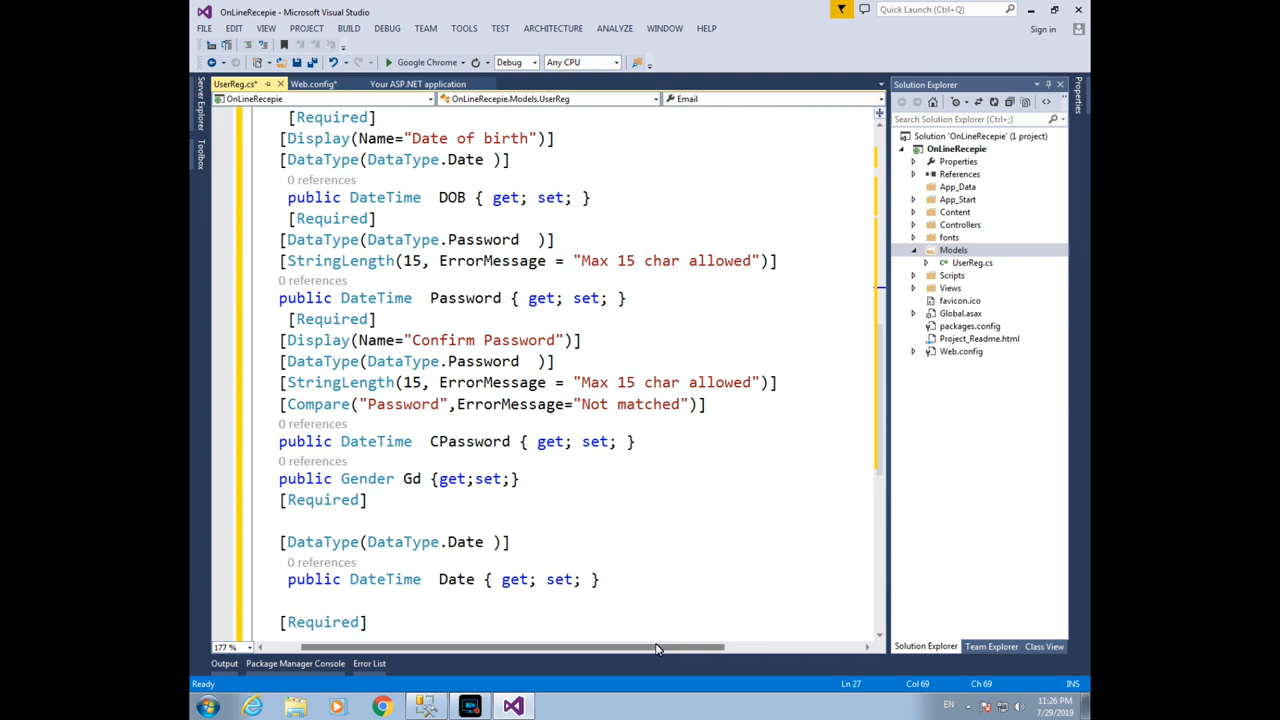 OnLineRecepie - Microsoft Visual Studio
Quick Launch (Ctrl+Q)
FILE EDIT VIEW PROJECT BUILD DEBUG TEAM TOOLS TEST ARCHITECTURE ANALYZE WINDOW HELP
Sign in
Google Chrome Debug Any CPU
UserReg.cs* Web.config* Your ASP.NET application
OnLineRecepie OnLineRecepie.Models.UserReg Email
Server Explorer
Toolbox
[Required]
[Display(Name="Date of birth")]
[DataType(DataType.Date )]
0 references
public DateTime  DOB { get; set; }
[Required]
[DataType(DataType.Password  )]
[StringLength(15, ErrorMessage = "Max 15 char allowed")]
0 references
public DateTime  Password { get; set; }
[Required]
[Display(Name="Confirm Password")]
[DataType(DataType.Password  )]
[StringLength(15, ErrorMessage = "Max 15 char allowed")]
[Compare("Password",ErrorMessage="Not matched")]
0 references
public DateTime  CPassword { get; set; }
0 references
public Gender Gd {get;set;}
[Required]
[DataType(DataType.Date )]
0 references
public DateTime  Date { get; set; }
[Required]
177 %
Solution Explorer
Search Solution Explorer (Ctrl+;)
Solution 'OnLineRecepie' (1 project)
OnLineRecepie
Properties
References
App_Data
App_Start
Content
Controllers
fonts
Models
UserReg.cs
Scripts
Views
favicon.ico
Global.asax
packages.config
Project_Readme.html
Web.config
Solution Explorer Team Explorer Class View
Properties
Output Package Manager Console Error List
Ready Ln 27 Col 69 Ch 69 INS
EN 11:26 PM
7/29/2019